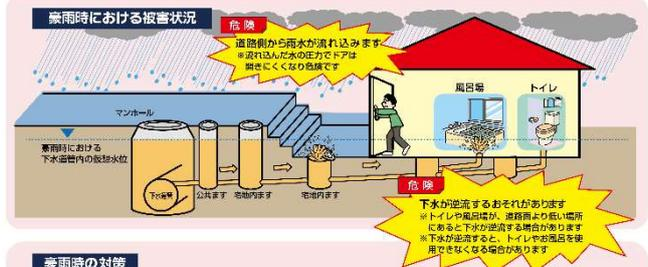 豪雨時における被害状況
危険
道路側から雨水が流れ込みます
※流れ込んだ水の圧力でドアは
開きにくくなり危険です
マンホール
風呂場
トイレ
豪雨時における
下水道管内の仮想水位
下水道管
公共ます
宅地内ます
宅地内ます
危険
下水が逆流するおそれがあります
※トイレや風呂場が、道路面より低い場所
にあると下水が逆流する場合があります
※下水が逆流すると、トイレやお風呂を使
用できなくなる場合があります
豪雨時の対策